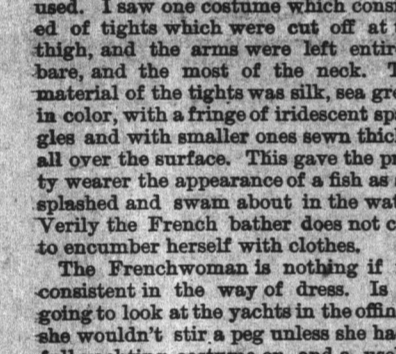 used. I saw one costume which consi
ed of tights which were cut off at
thigh, and the arms were left entir
bare, and the most of the neck. T
material of the tights was silk, sea gre
in color, with a fringe of iridescent sp
gles and with smaller ones sewn thic
all over the surface. This gave the pr
ty wearer the appearance of a fish as
splashed and swam about in the wat
Verily the French bather does not c
to encumber herself with clothes.
The Frenchwoman is nothing if
consistent in the way of dress. Is
going to look at the yachts in the offin
she wouldn't stir a peg unless she ha